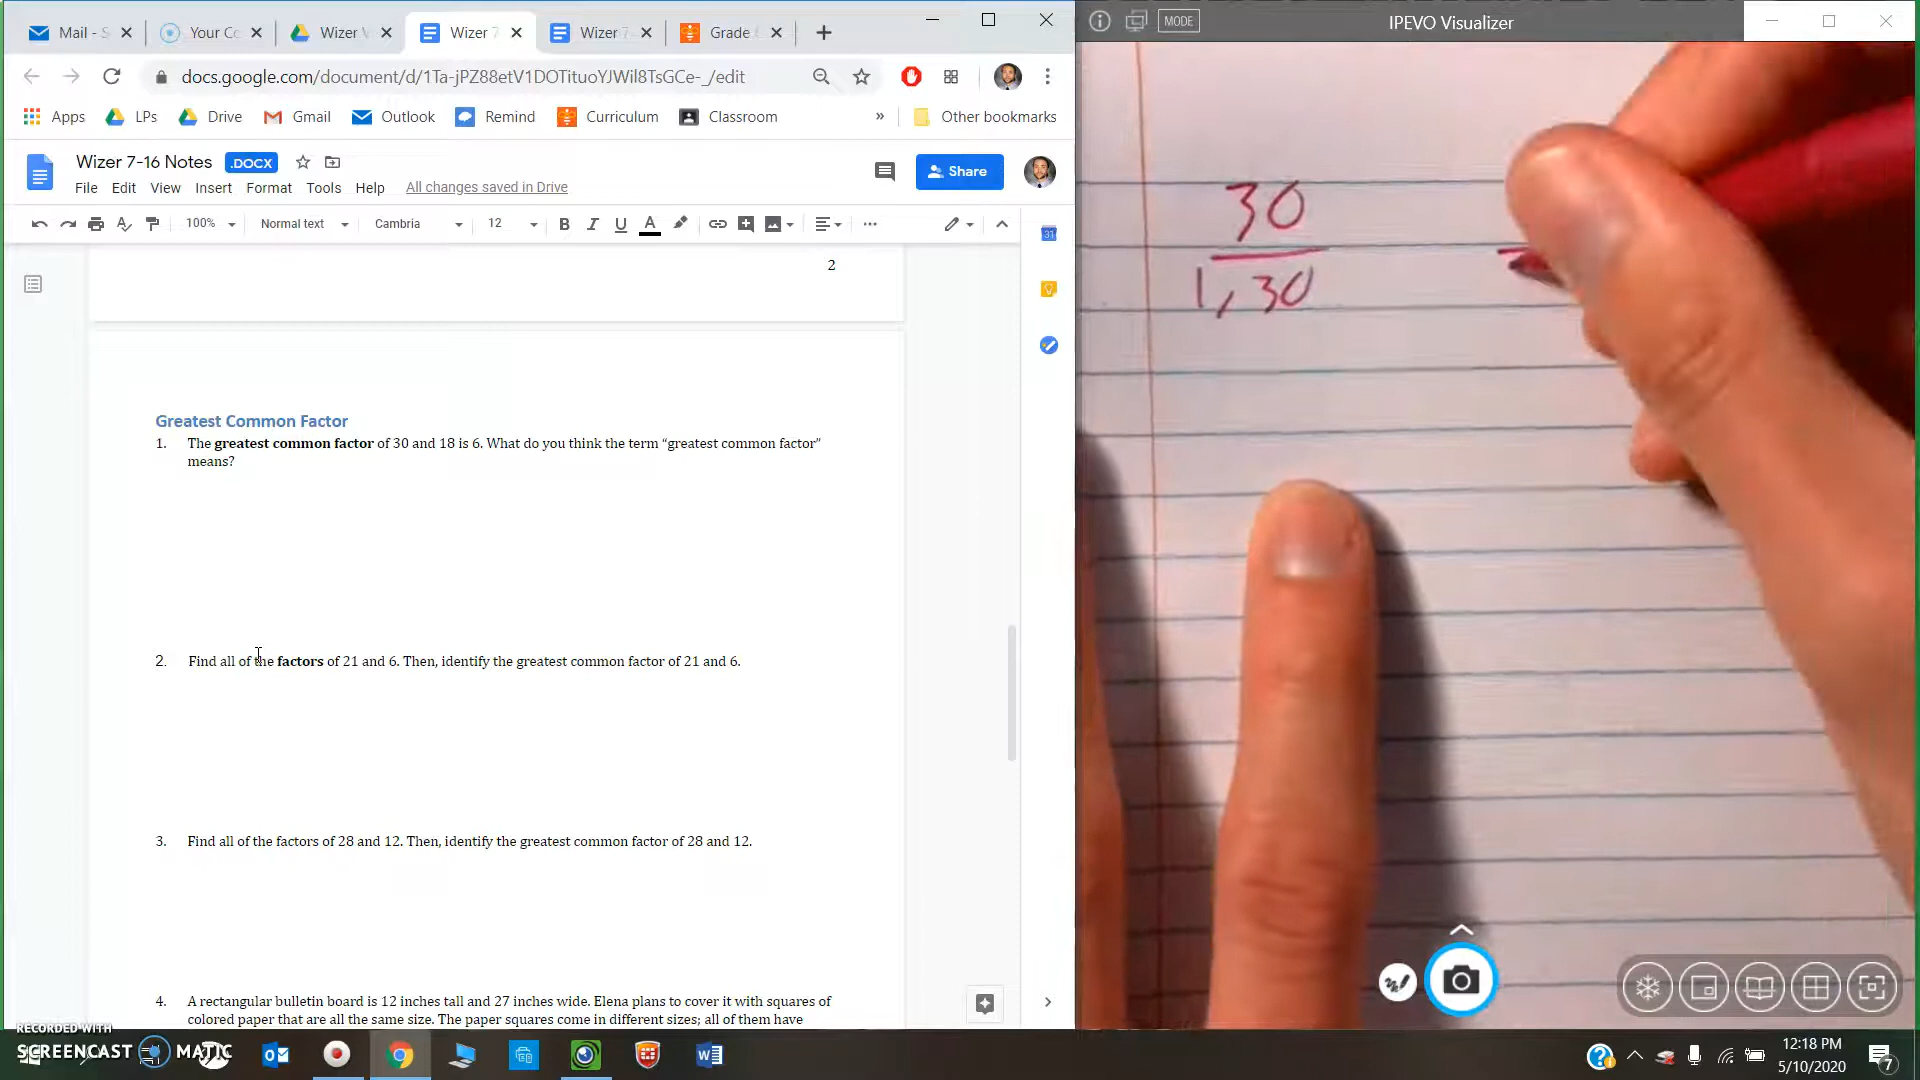 Mail - S
Your Co
Wizer W
Wizer 7
Wizer 7
Grade
docs.google.com/document/d/1Ta-jPZ88etV1DOTituoYJWil8TsGCe-_/edit
Apps
LPs
Drive
Gmail
Outlook
Remind
Curriculum
Classroom
»
Other bookmarks
Wizer 7-16 Notes
.DOCX
Share
File Edit View Insert Format Tools Help All changes saved in Drive
100% Normal text Cambria 12 B I U A
31
2
Greatest Common Factor
1. The greatest common factor of 30 and 18 is 6. What do you think the term “greatest common factor”
means?
2. Find all of the factors of 21 and 6. Then, identify the greatest common factor of 21 and 6.
3. Find all of the factors of 28 and 12. Then, identify the greatest common factor of 28 and 12.
4. A rectangular bulletin board is 12 inches tall and 27 inches wide. Elena plans to cover it with squares of
colored paper that are all the same size. The paper squares come in different sizes; all of them have
MODE
IPEVO Visualizer
30
1, 30
RECORDED WITH
SCREENCAST MATIC
12:18 PM
5/10/2020
7